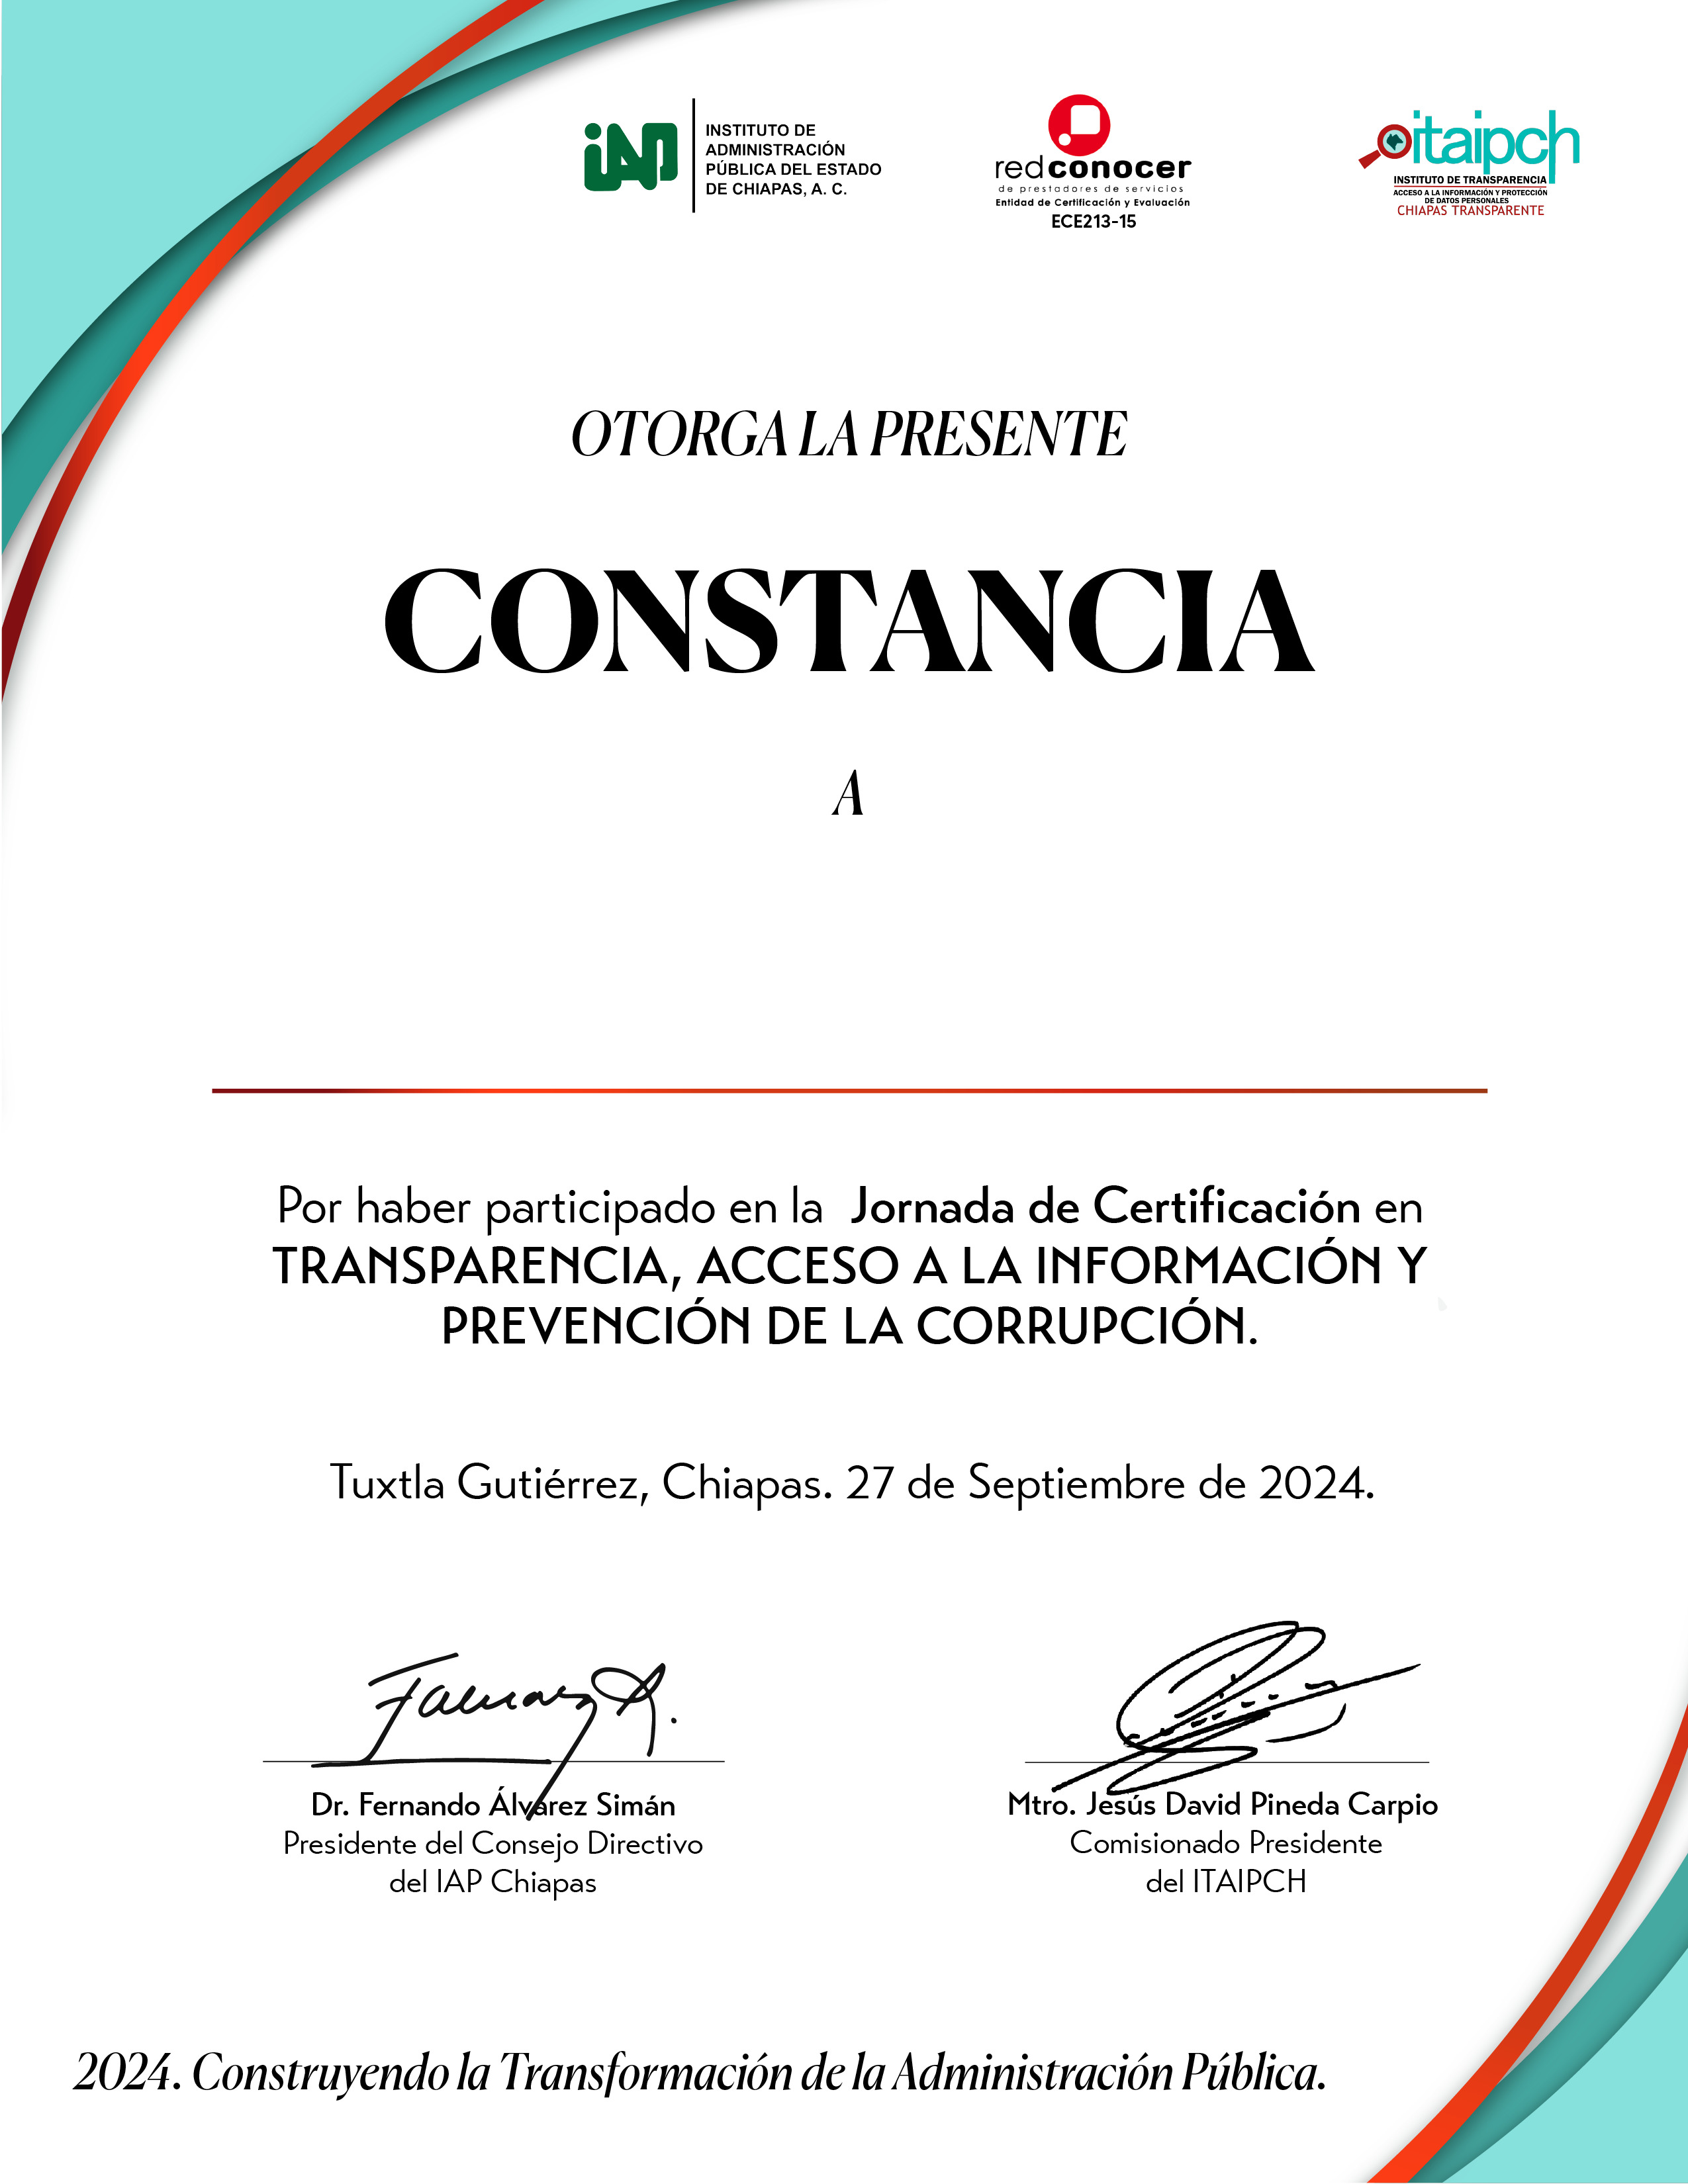 iap
INSTITUTO DE
ADMINISTRACIÓN
PÚBLICA DEL ESTADO
DE CHIAPAS, A. C.
redconocer
de prestadores de servicios
Entidad de Certificación y Evaluación
ECE213-15
itaipch
INSTITUTO DE TRANSPARENCIA
ACCESO A LA INFORMACIÓN Y PROTECCIÓN
DE DATOS PERSONALES
CHIAPAS TRANSPARENTE
OTORGA LA PRESENTE
CONSTANCIA
A
Por haber participado en la Jornada de Certificación en
TRANSPARENCIA, ACCESO A LA INFORMACIÓN Y
PREVENCIÓN DE LA CORRUPCIÓN.
Tuxtla Gutiérrez, Chiapas. 27 de Septiembre de 2024.
Dr. Fernando Álvarez Simán
Presidente del Consejo Directivo
del IAP Chiapas
Mtro. Jesús David Pineda Carpio
Comisionado Presidente
del ITAIPCH
2024. Construyendo la Transformación de la Administración Pública.